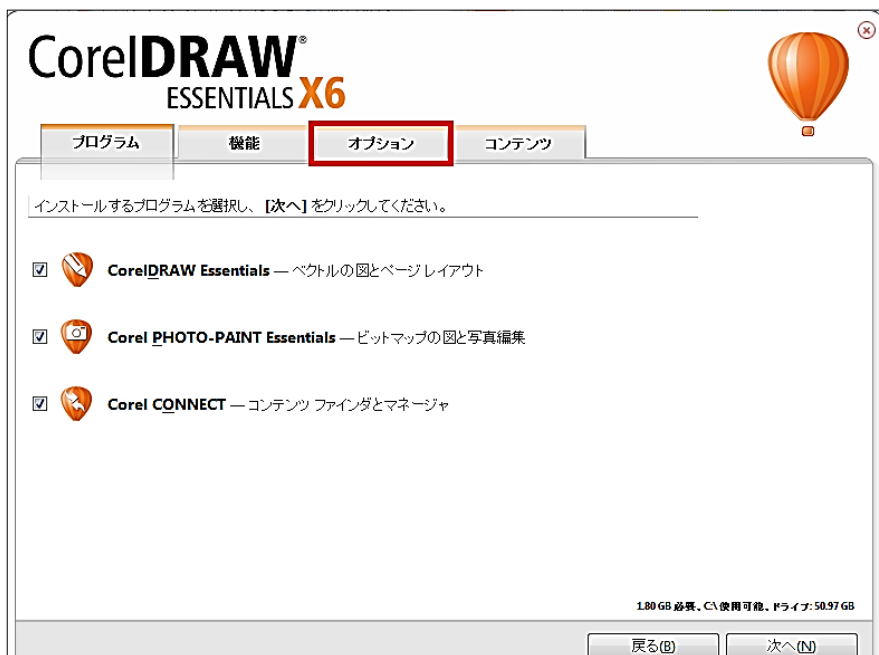 CorelDRAW®
ESSENTIALS X6
プログラム 機能 オプション コンテンツ
インストールするプログラムを選択し、[次へ] をクリックしてください。
CorelDRAW Essentials — ベクトルの図とページ レイアウト
Corel PHOTO-PAINT Essentials — ビットマップの図と写真編集
Corel CONNECT — コンテンツ ファインダとマネージャ
1.80 GB 必要、C:\ 使用可能、ドライブ: 50.97 GB
戻る(B) 次へ(N)